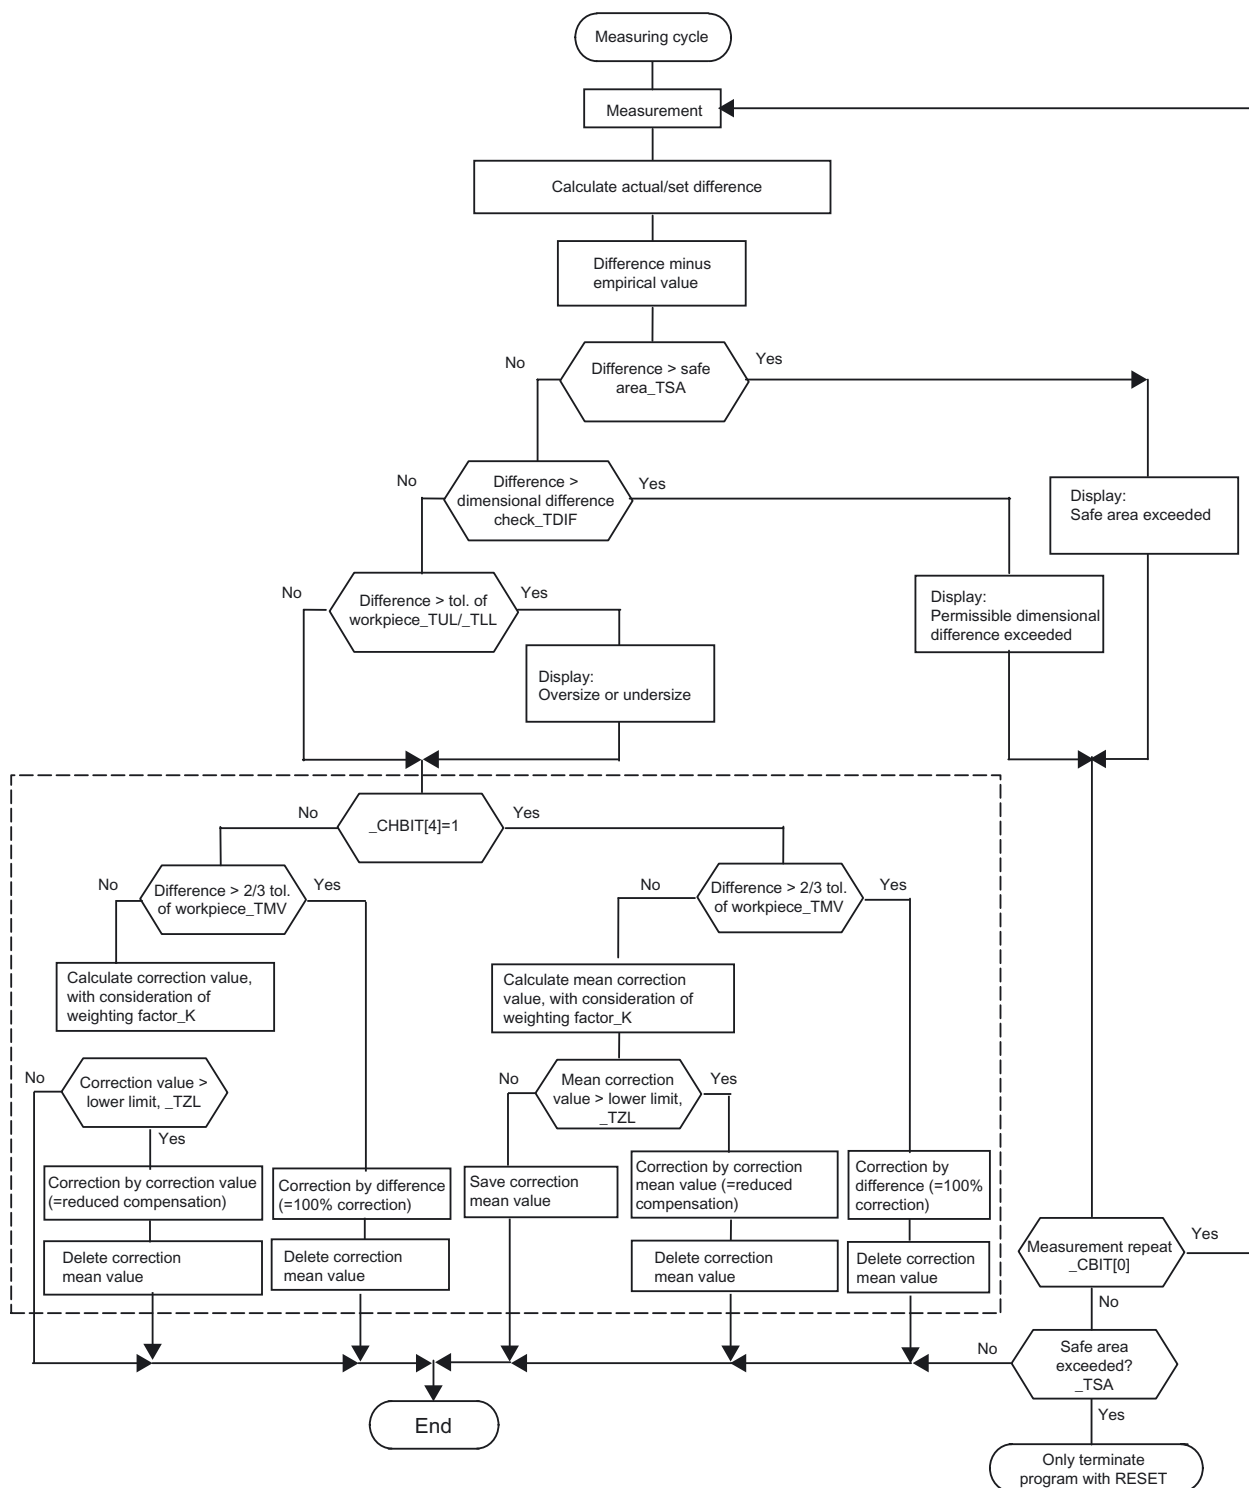 Measuring cycle
Measurement
Calculate actual/set difference
Difference minus
empirical value
No
Difference > safe
area_TSA
Yes
No
Difference >
dimensional difference
check_TDIF
Yes
Display:
Safe area exceeded
No
Difference > tol. of
workpiece_TUL/_TLL
Yes
Display:
Permissible dimensional
difference exceeded
Display:
Oversize or undersize
No
_CHBIT[4]=1
Yes
No
Difference > 2/3 tol.
of workpiece_TMV
Yes
No
Difference > 2/3 tol.
of workpiece_TMV
Yes
Calculate correction value,
with consideration of
weighting factor_K
Calculate mean correction
value, with consideration of
weighting factor_K
No
Correction value >
lower limit, _TZL
Yes
No
Mean correction
value > lower limit,
_TZL
Yes
Correction by correction value
(=reduced compensation)
Correction by difference
(=100% correction)
Save correction
mean value
Correction by correction
mean value (=reduced
compensation)
Correction by
difference (=100%
correction)
Delete correction
mean value
Delete correction
mean value
Delete correction
mean value
Delete correction
mean value
Measurement repeat
_CBIT[0]
Yes
No
No
Safe area
exceeded?
_TSA
Yes
End
Only terminate
program with RESET